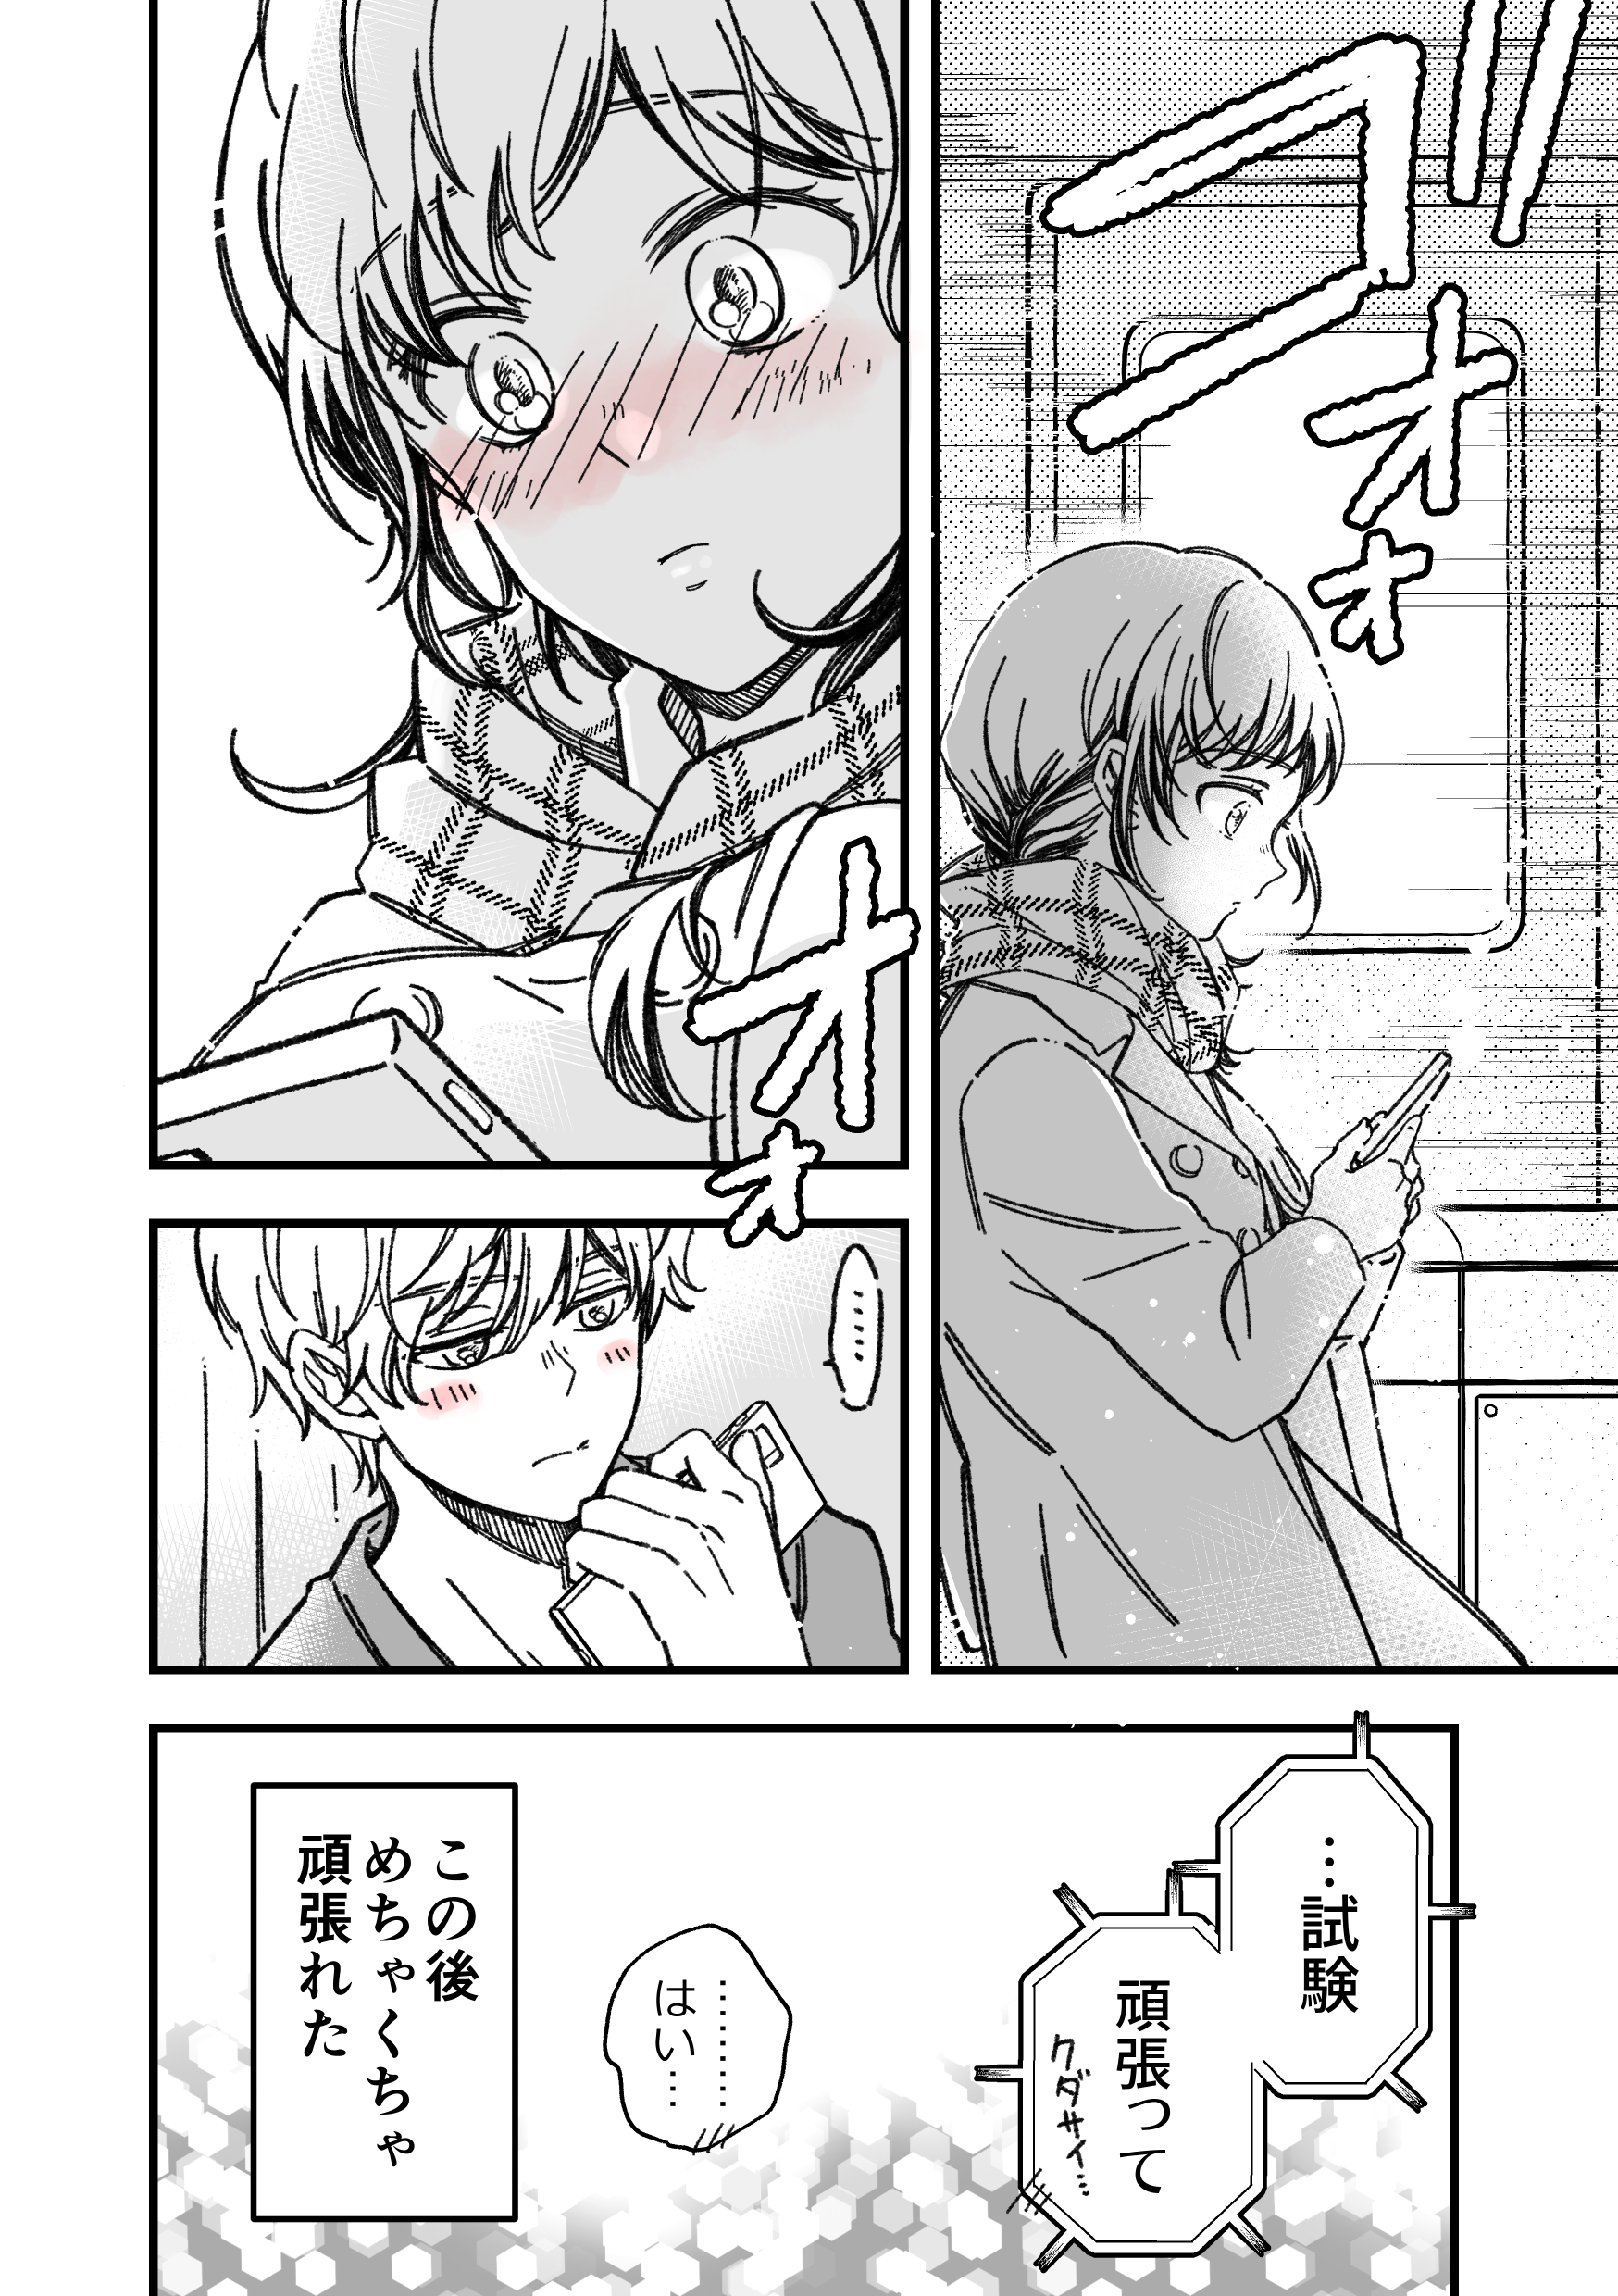 ゴオォ
オォ
……
…試験
頑張って
クダサイ…
………
はい…
この後
めちゃくちゃ
頑張れた